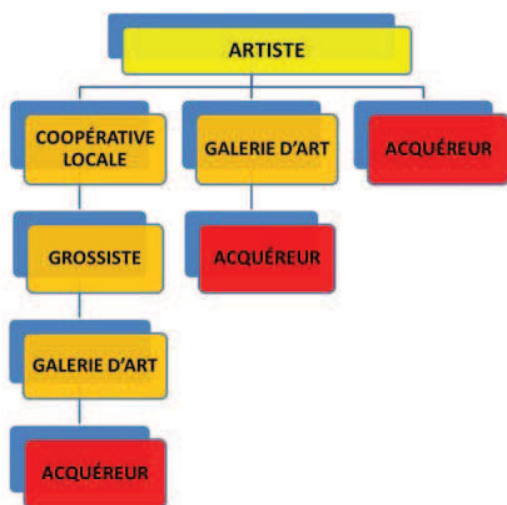 ARTISTE
COOPÉRATIVE
LOCALE
GALERIE D'ART
ACQUÉREUR
GROSSISTE
ACQUÉREUR
GALERIE D'ART
ACQUÉREUR